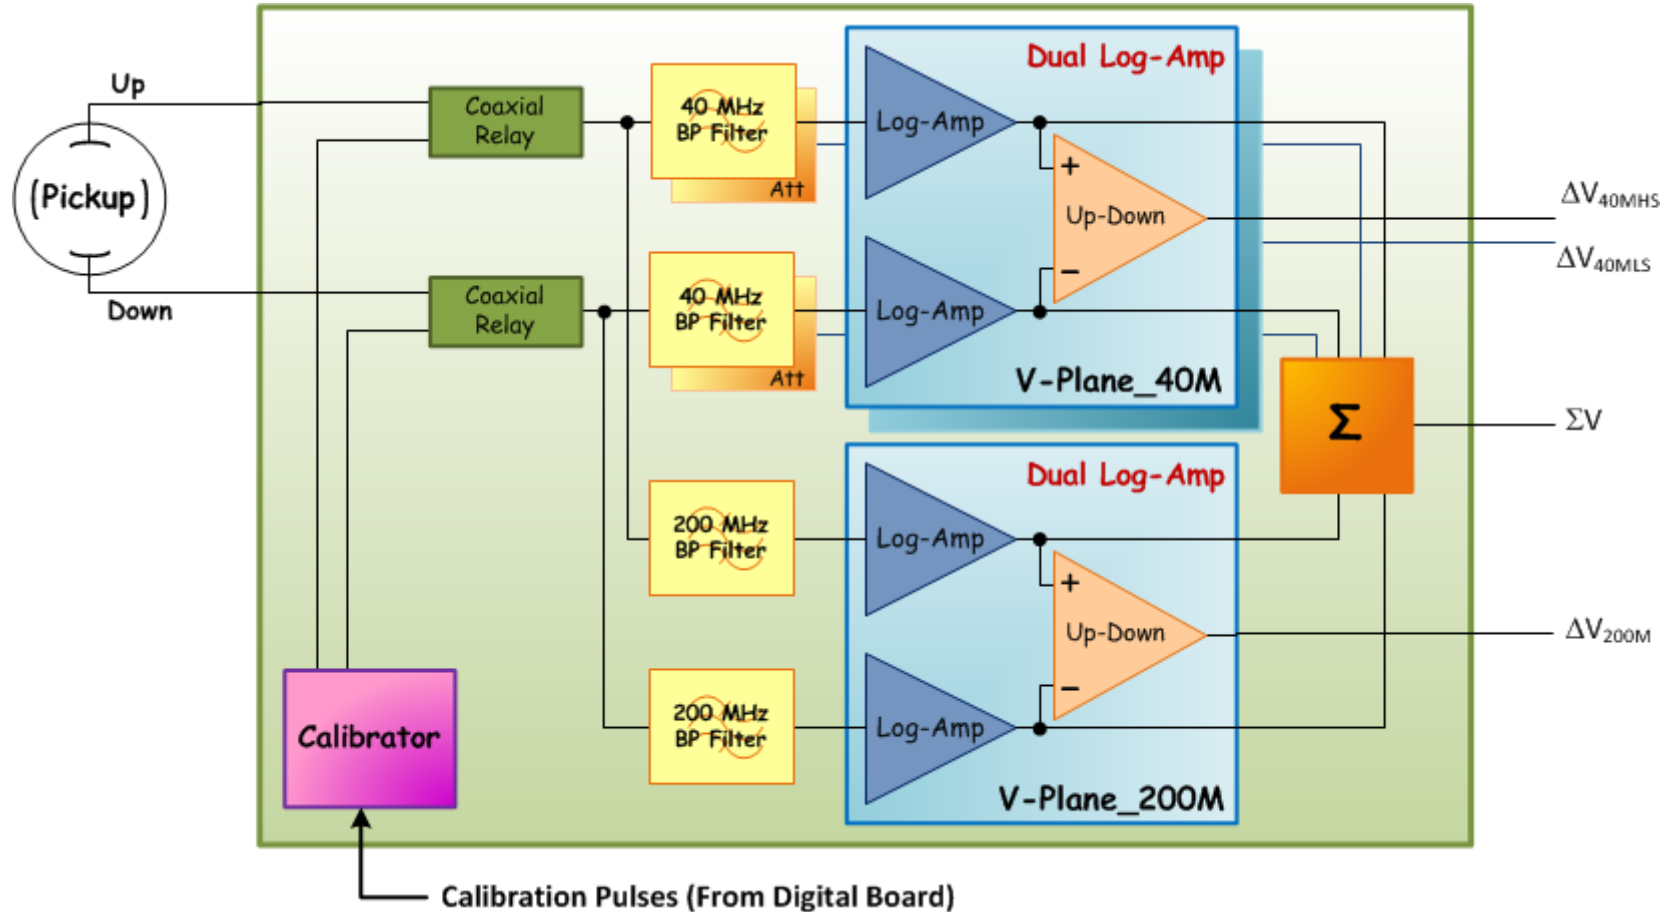 Up
(Pickup)
Down
Coaxial
Relay
Coaxial
Relay
40 MHz
BP Filter
Att
40 MHz
BP Filter
Att
200 MHz
BP Filter
200 MHz
BP Filter
Dual Log-Amp
Log-Amp
+
Up-Down
−
Log-Amp
V-Plane_40M
Dual Log-Amp
Log-Amp
+
Up-Down
−
Log-Amp
V-Plane_200M
Σ
ΔV40MHS
ΔV40MLS
ΣV
ΔV200M
Calibrator
Calibration Pulses (From Digital Board)